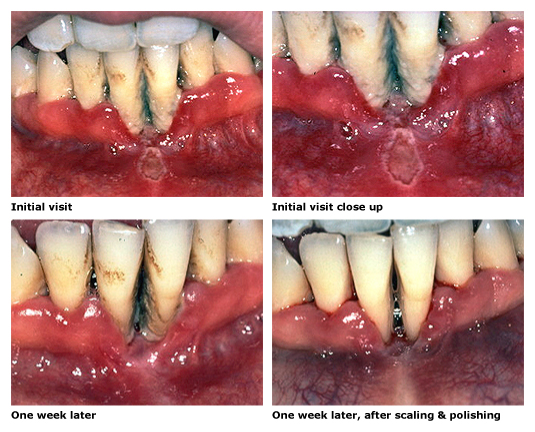 Initial visit
Initial visit close up
One week later
One week later, after scaling & polishing